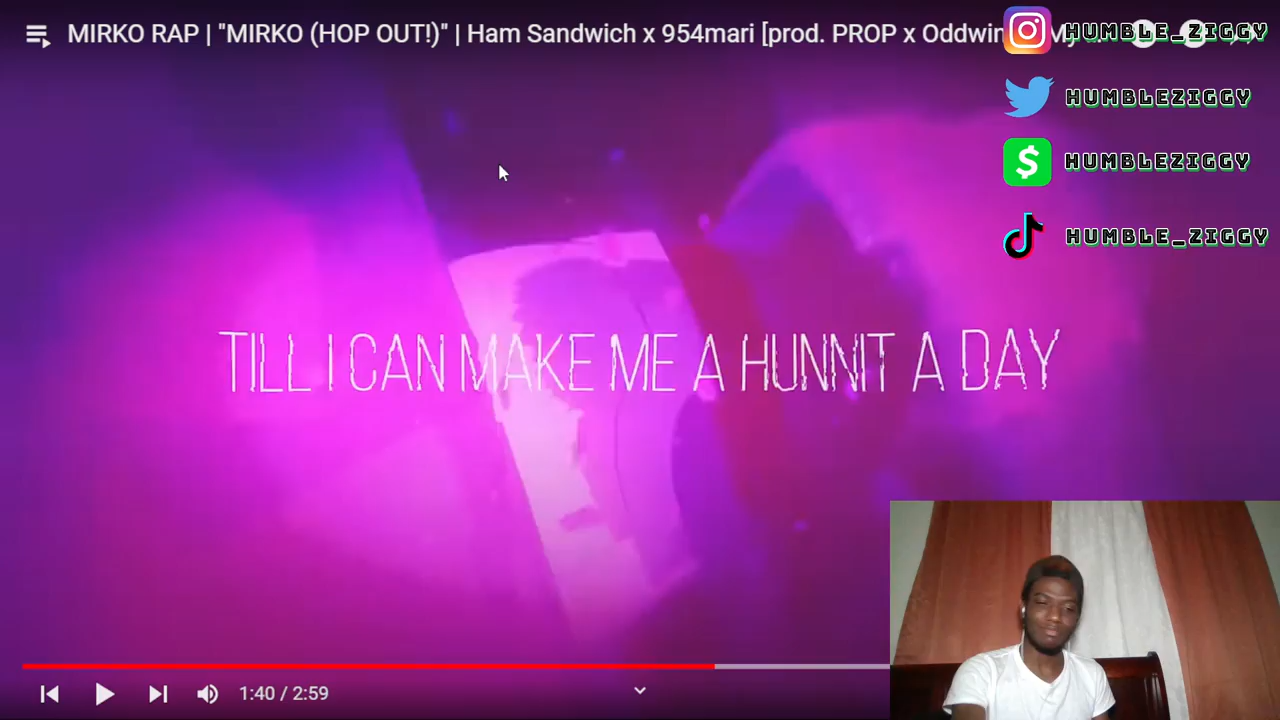 MIRKO RAP | "MIRKO (HOP OUT!)" | Ham Sandwich x 954mari [prod. PROP x Oddwin
HUMBLE_ZIGGY
HUMBLEZIGGY
HUMBLEZIGGY
HUMBLE_ZIGGY
TILL I CAN MAKE ME A HUNNIT A DAY
1:40 / 2:59